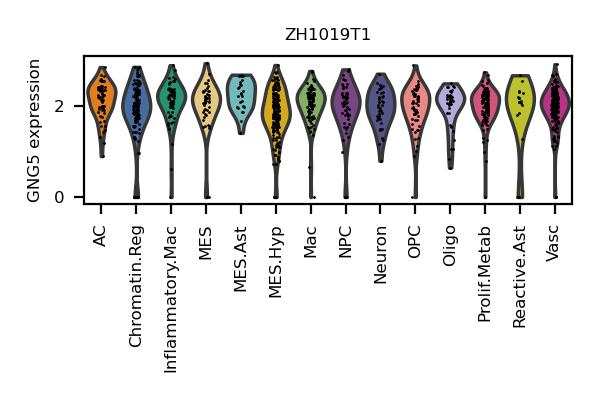 ZH1019T1
GNG5 expression
2
0
AC
Chromatin.Reg
Inflammatory.Mac
MES
MES.Ast
MES.Hyp
Mac
NPC
Neuron
OPC
Oligo
Prolif.Metab
Reactive.Ast
Vasc